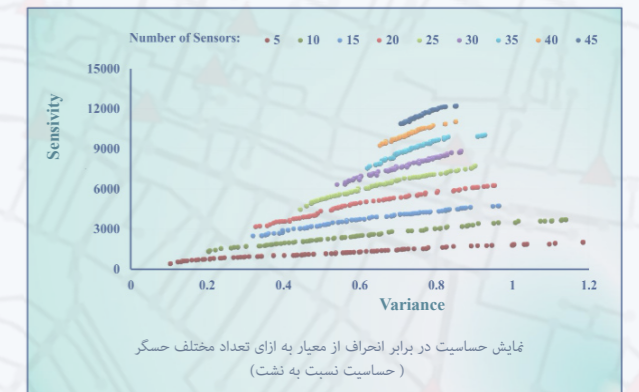 Number of Sensors: 5 10 15 20 25 30 35 40 45
15000
12000
9000
6000
3000
0
Sensivity
0 0.2 0.4 0.6 0.8 1 1.2
Variance
نمایش حساسیت در برابر انحراف از معیار به ازای تعداد مختلف حسگر
( حساسیت نسبت به نشت)